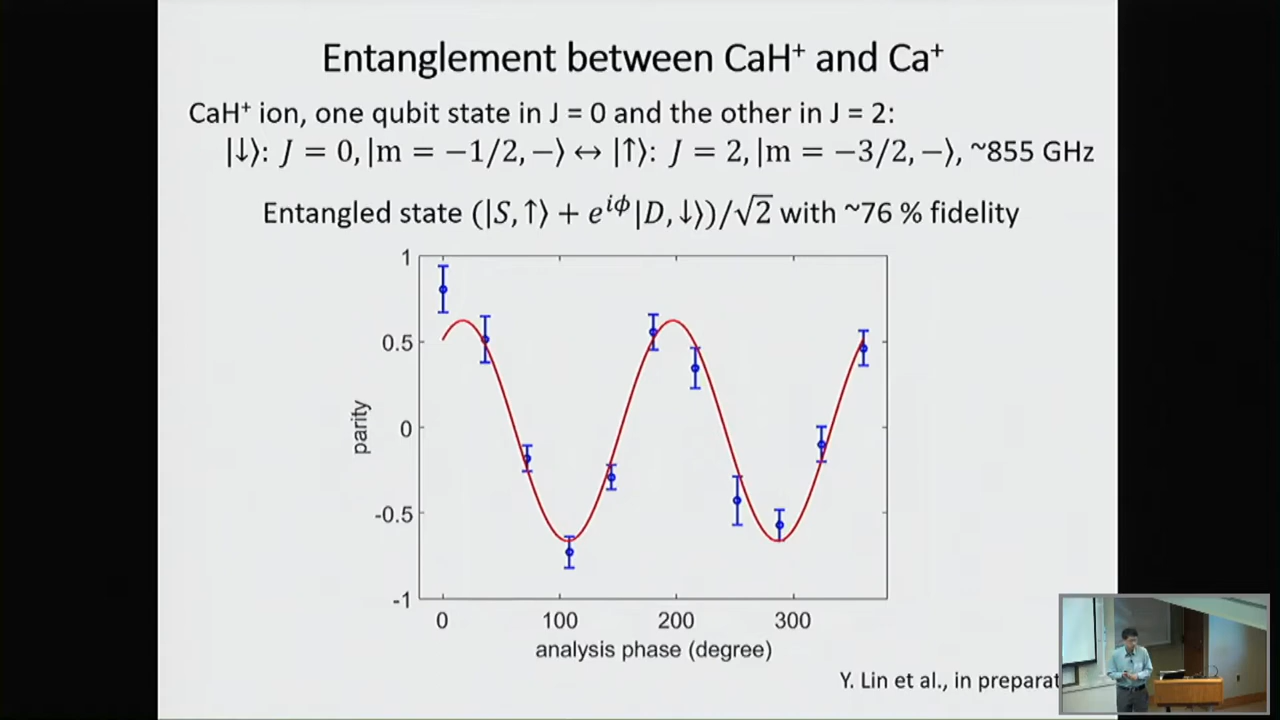 Entanglement between CaH⁺ and Ca⁺
CaH⁺ ion, one qubit state in J = 0 and the other in J = 2:
|↓⟩: J = 0, |m = −1/2, −⟩ ↔ |↑⟩: J = 2, |m = −3/2, −⟩, ~855 GHz
Entangled state (|S, ↑⟩ + e^{iϕ}|D, ↓⟩)/√2 with ~76 % fidelity
1
0.5
0
-0.5
-1
parity
0 100 200 300
analysis phase (degree)
Y. Lin et al., in preparat